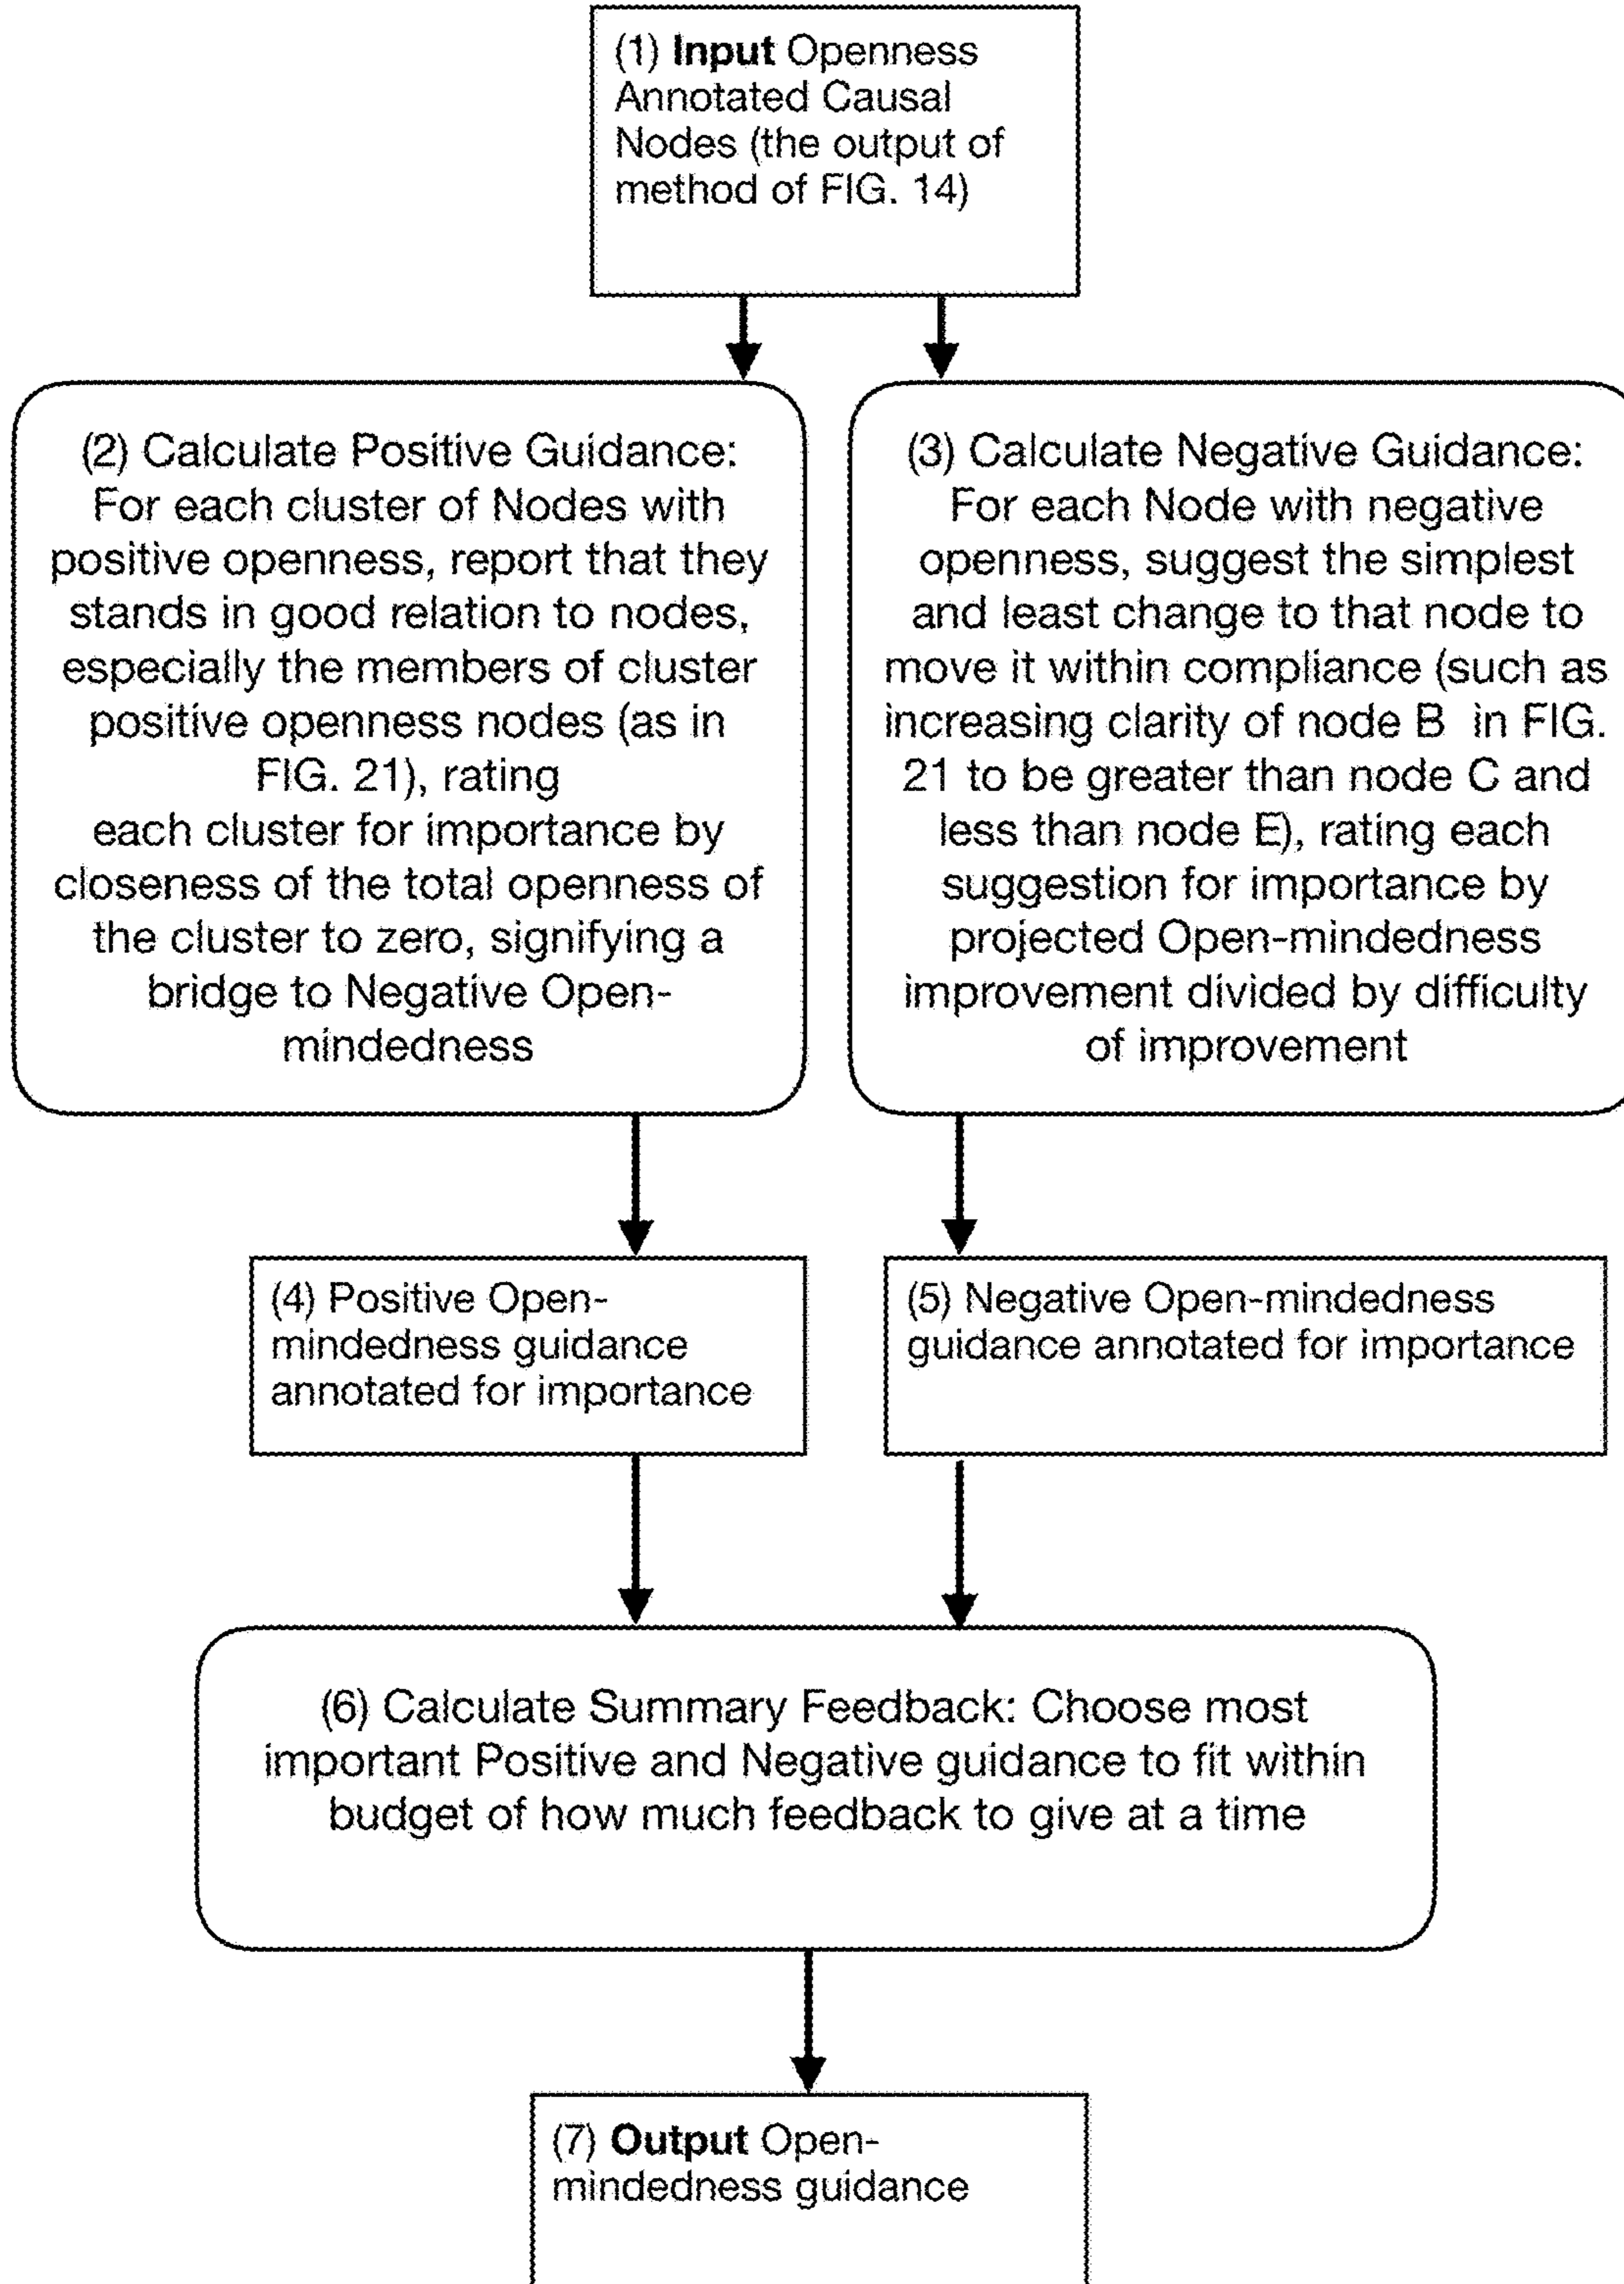 (1) Input Openness
Annotated Causal
Nodes (the output of
method of FIG. 14)
(2) Calculate Positive Guidance:
For each cluster of Nodes with
positive openness, report that they
stands in good relation to nodes,
especially the members of cluster
positive openness nodes (as in
FIG. 21), rating
each cluster for importance by
closeness of the total openness of
the cluster to zero, signifying a
bridge to Negative Open-
mindedness
(3) Calculate Negative Guidance:
For each Node with negative
openness, suggest the simplest
and least change to that node to
move it within compliance (such as
increasing clarity of node B in FIG.
21 to be greater than node C and
less than node E), rating each
suggestion for importance by
projected Open-mindedness
improvement divided by difficulty
of improvement
(4) Positive Open-
mindedness guidance
annotated for importance
(5) Negative Open-mindedness
guidance annotated for importance
(6) Calculate Summary Feedback: Choose most
important Positive and Negative guidance to fit within
budget of how much feedback to give at a time
(7) Output Open-
mindedness guidance